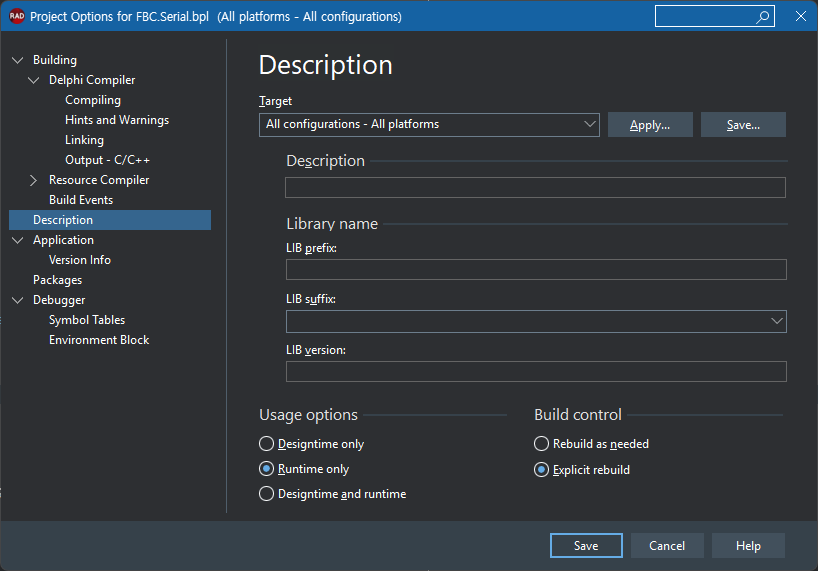 RAD Project Options for FBC.Serial.bpl (All platforms - All configurations)
Building
Delphi Compiler
Compiling
Hints and Warnings
Linking
Output - C/C++
Resource Compiler
Build Events
Description
Application
Version Info
Packages
Debugger
Symbol Tables
Environment Block
Description
Target
All configurations - All platforms
Apply...
Save...
Description
Library name
LIB prefix:
LIB suffix:
LIB version:
Usage options
Designtime only
Runtime only
Designtime and runtime
Build control
Rebuild as needed
Explicit rebuild
Save
Cancel
Help